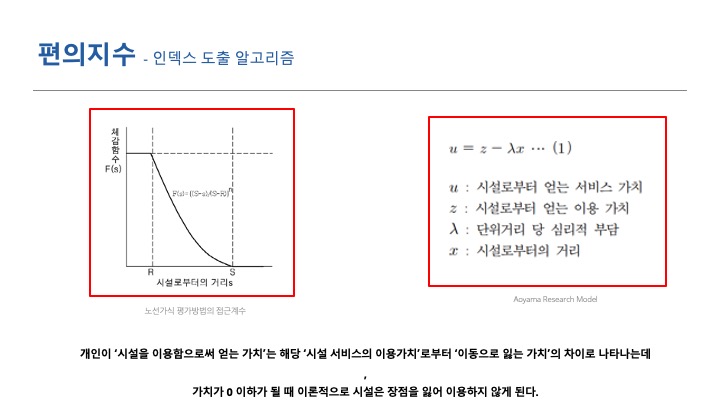 편의지수 - 인덱스 도출 알고리즘
체감함수
F(s)
F(s)={(S-s)/(S-R)}ⁿ
R S
시설로부터의 거리s
노선가식 평가방법의 접근계수
u = z − λx ⋯ (1)
u : 시설로부터 얻는 서비스 가치
z : 시설로부터 얻는 이용 가치
λ : 단위거리 당 심리적 부담
x : 시설로부터의 거리
Aoyama Research Model
개인이 ‘시설을 이용함으로써 얻는 가치’는 해당 ‘시설 서비스의 이용가치’로부터 ‘이동으로 잃는 가치’의 차이로 나타나는데
,
가치가 0 이하가 될 때 이론적으로 시설은 장점을 잃어 이용하지 않게 된다.